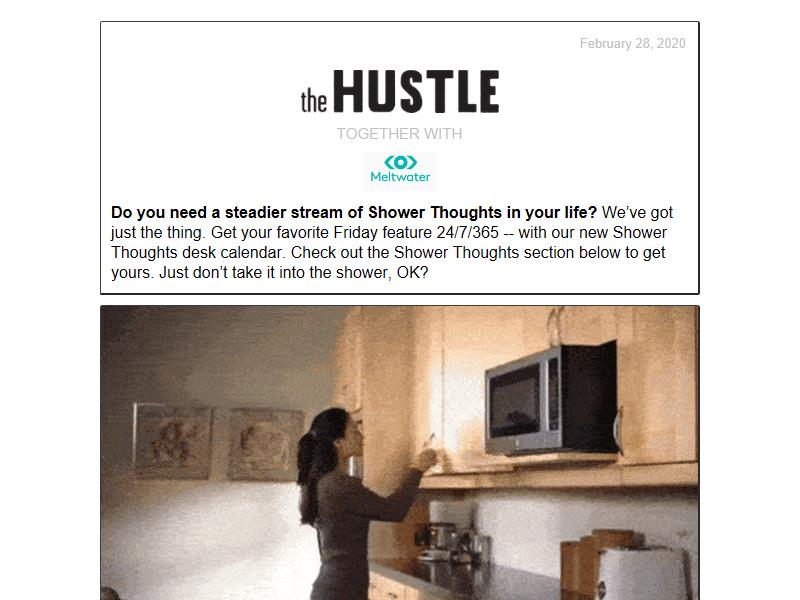 February 28, 2020
the HUSTLE
TOGETHER WITH
Meltwater
Do you need a steadier stream of Shower Thoughts in your life? We’ve got
just the thing. Get your favorite Friday feature 24/7/365 -- with our new Shower
Thoughts desk calendar. Check out the Shower Thoughts section below to get
yours. Just don’t take it into the shower, OK?